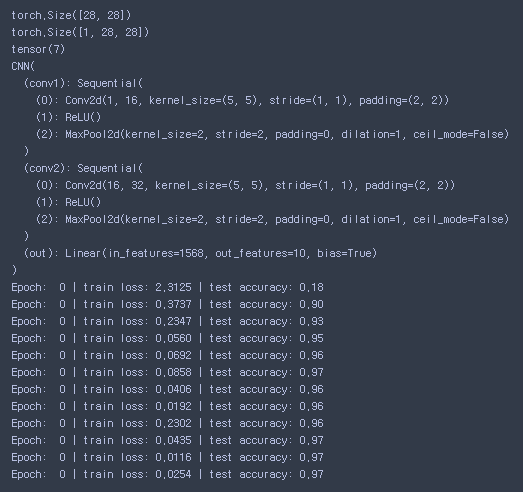 torch.Size([28, 28])
torch.Size([1, 28, 28])
tensor(7)
CNN(
  (conv1): Sequential(
    (0): Conv2d(1, 16, kernel_size=(5, 5), stride=(1, 1), padding=(2, 2))
    (1): ReLU()
    (2): MaxPool2d(kernel_size=2, stride=2, padding=0, dilation=1, ceil_mode=False)
  )
  (conv2): Sequential(
    (0): Conv2d(16, 32, kernel_size=(5, 5), stride=(1, 1), padding=(2, 2))
    (1): ReLU()
    (2): MaxPool2d(kernel_size=2, stride=2, padding=0, dilation=1, ceil_mode=False)
  )
  (out): Linear(in_features=1568, out_features=10, bias=True)
)
Epoch:  0 | train loss: 2.3125 | test accuracy: 0.18
Epoch:  0 | train loss: 0.3737 | test accuracy: 0.90
Epoch:  0 | train loss: 0.2347 | test accuracy: 0.93
Epoch:  0 | train loss: 0.0560 | test accuracy: 0.95
Epoch:  0 | train loss: 0.0692 | test accuracy: 0.96
Epoch:  0 | train loss: 0.0858 | test accuracy: 0.97
Epoch:  0 | train loss: 0.0406 | test accuracy: 0.96
Epoch:  0 | train loss: 0.0192 | test accuracy: 0.96
Epoch:  0 | train loss: 0.2302 | test accuracy: 0.96
Epoch:  0 | train loss: 0.0435 | test accuracy: 0.97
Epoch:  0 | train loss: 0.0116 | test accuracy: 0.97
Epoch:  0 | train loss: 0.0254 | test accuracy: 0.97